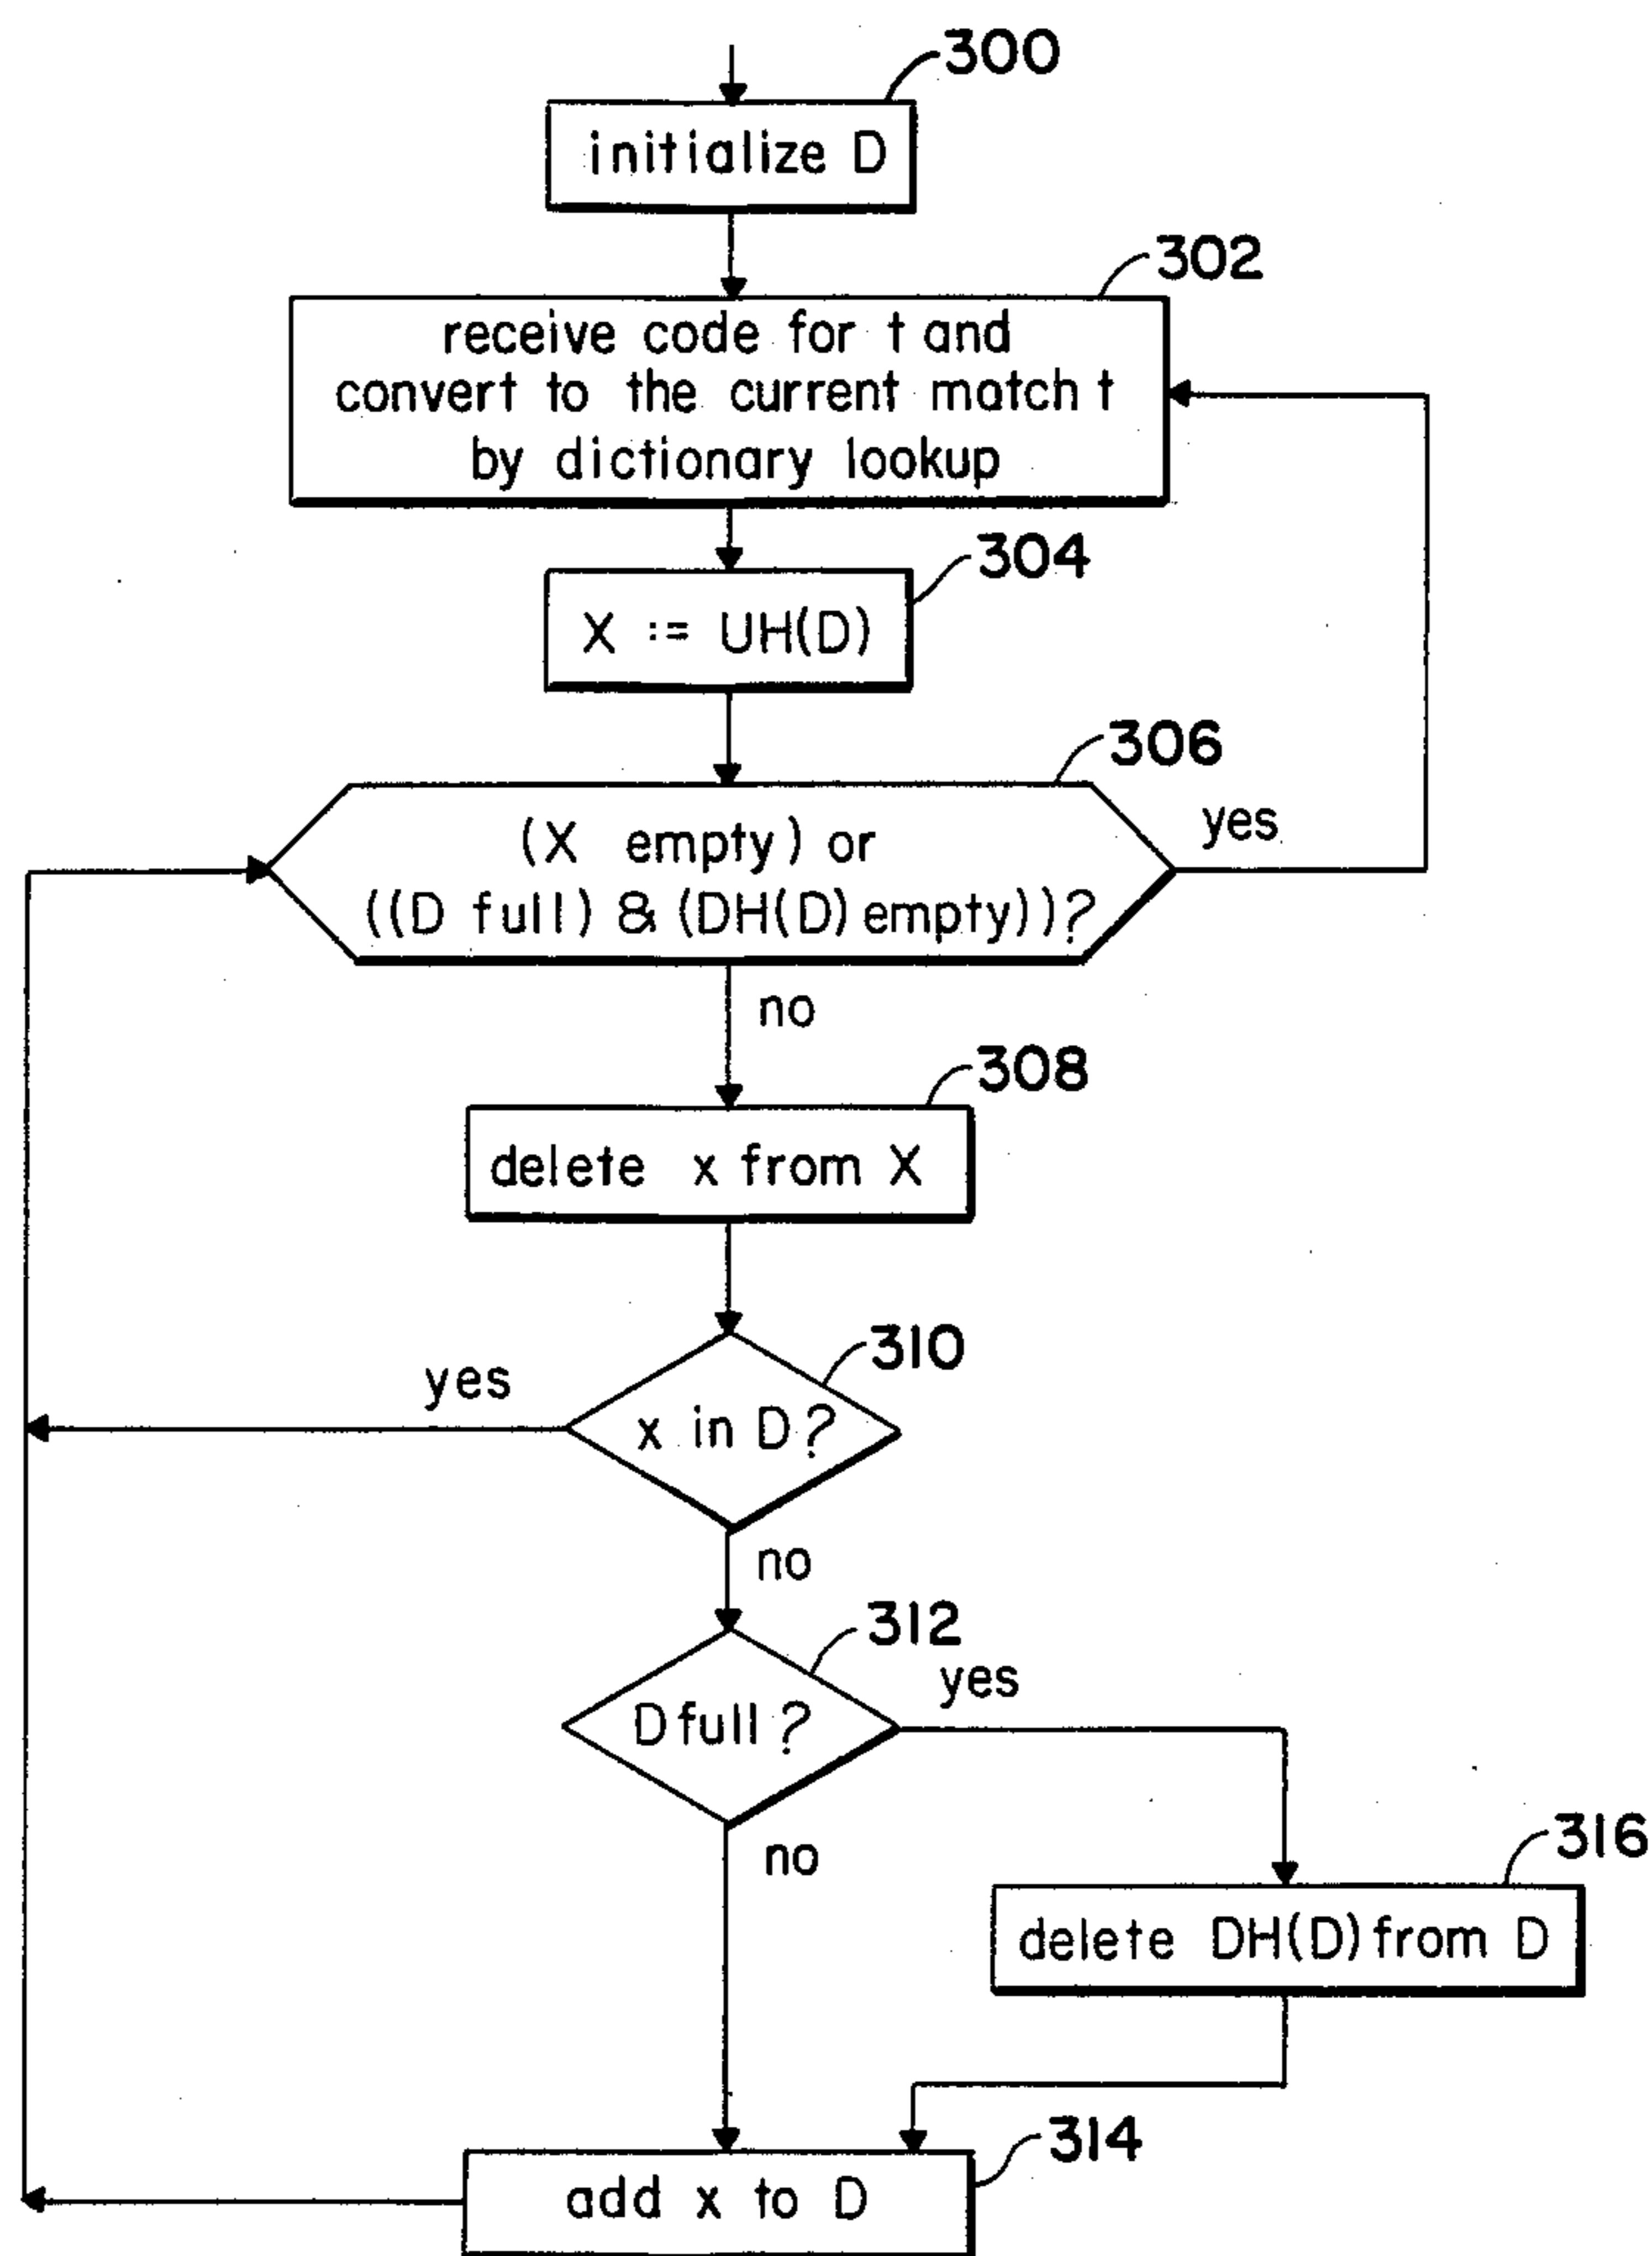 300
initialize D
302
receive code for t and
convert to the current match t
by dictionary lookup
304
X := UH(D)
306
(X empty) or
((D full) & (DH(D) empty))?
yes
no
308
delete x from X
310
yes
x in D?
no
312
yes
D full?
no
316
delete DH(D) from D
314
add x to D